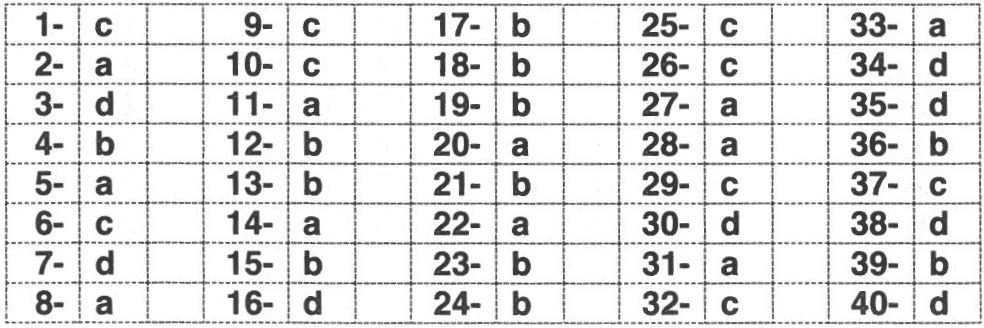 1- c 9- c 17- b 25- c 33- a
2- a 10- c 18- b 26- c 34- d
3- d 11- a 19- b 27- a 35- d
4- b 12- b 20- a 28- a 36- b
5- a 13- b 21- b 29- c 37- c
6- c 14- a 22- a 30- d 38- d
7- d 15- b 23- b 31- a 39- b
8- a 16- d 24- b 32- c 40- d